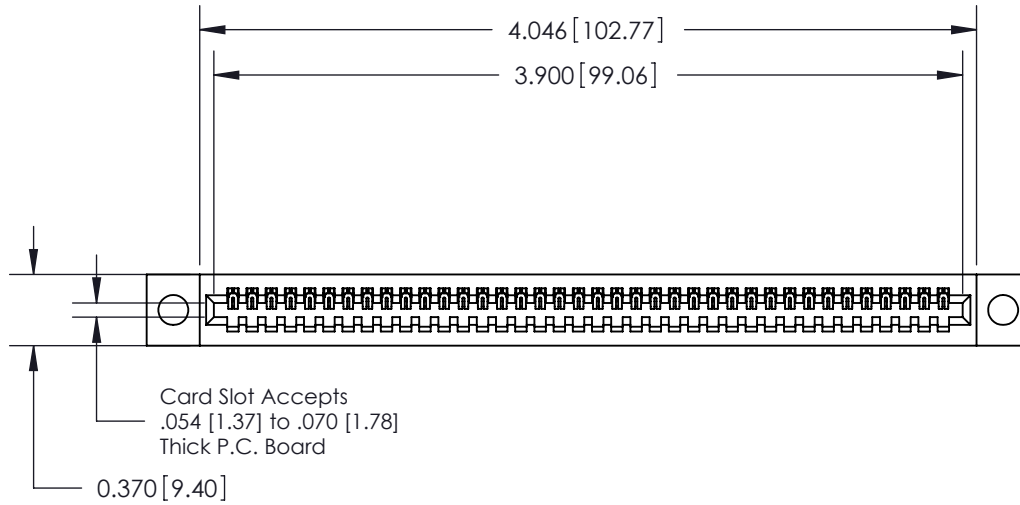 4.046[102.77]
3.900[99.06]
Card Slot Accepts
.054 [1.37] to .070 [1.78]
Thick P.C. Board
0.370[9.40]